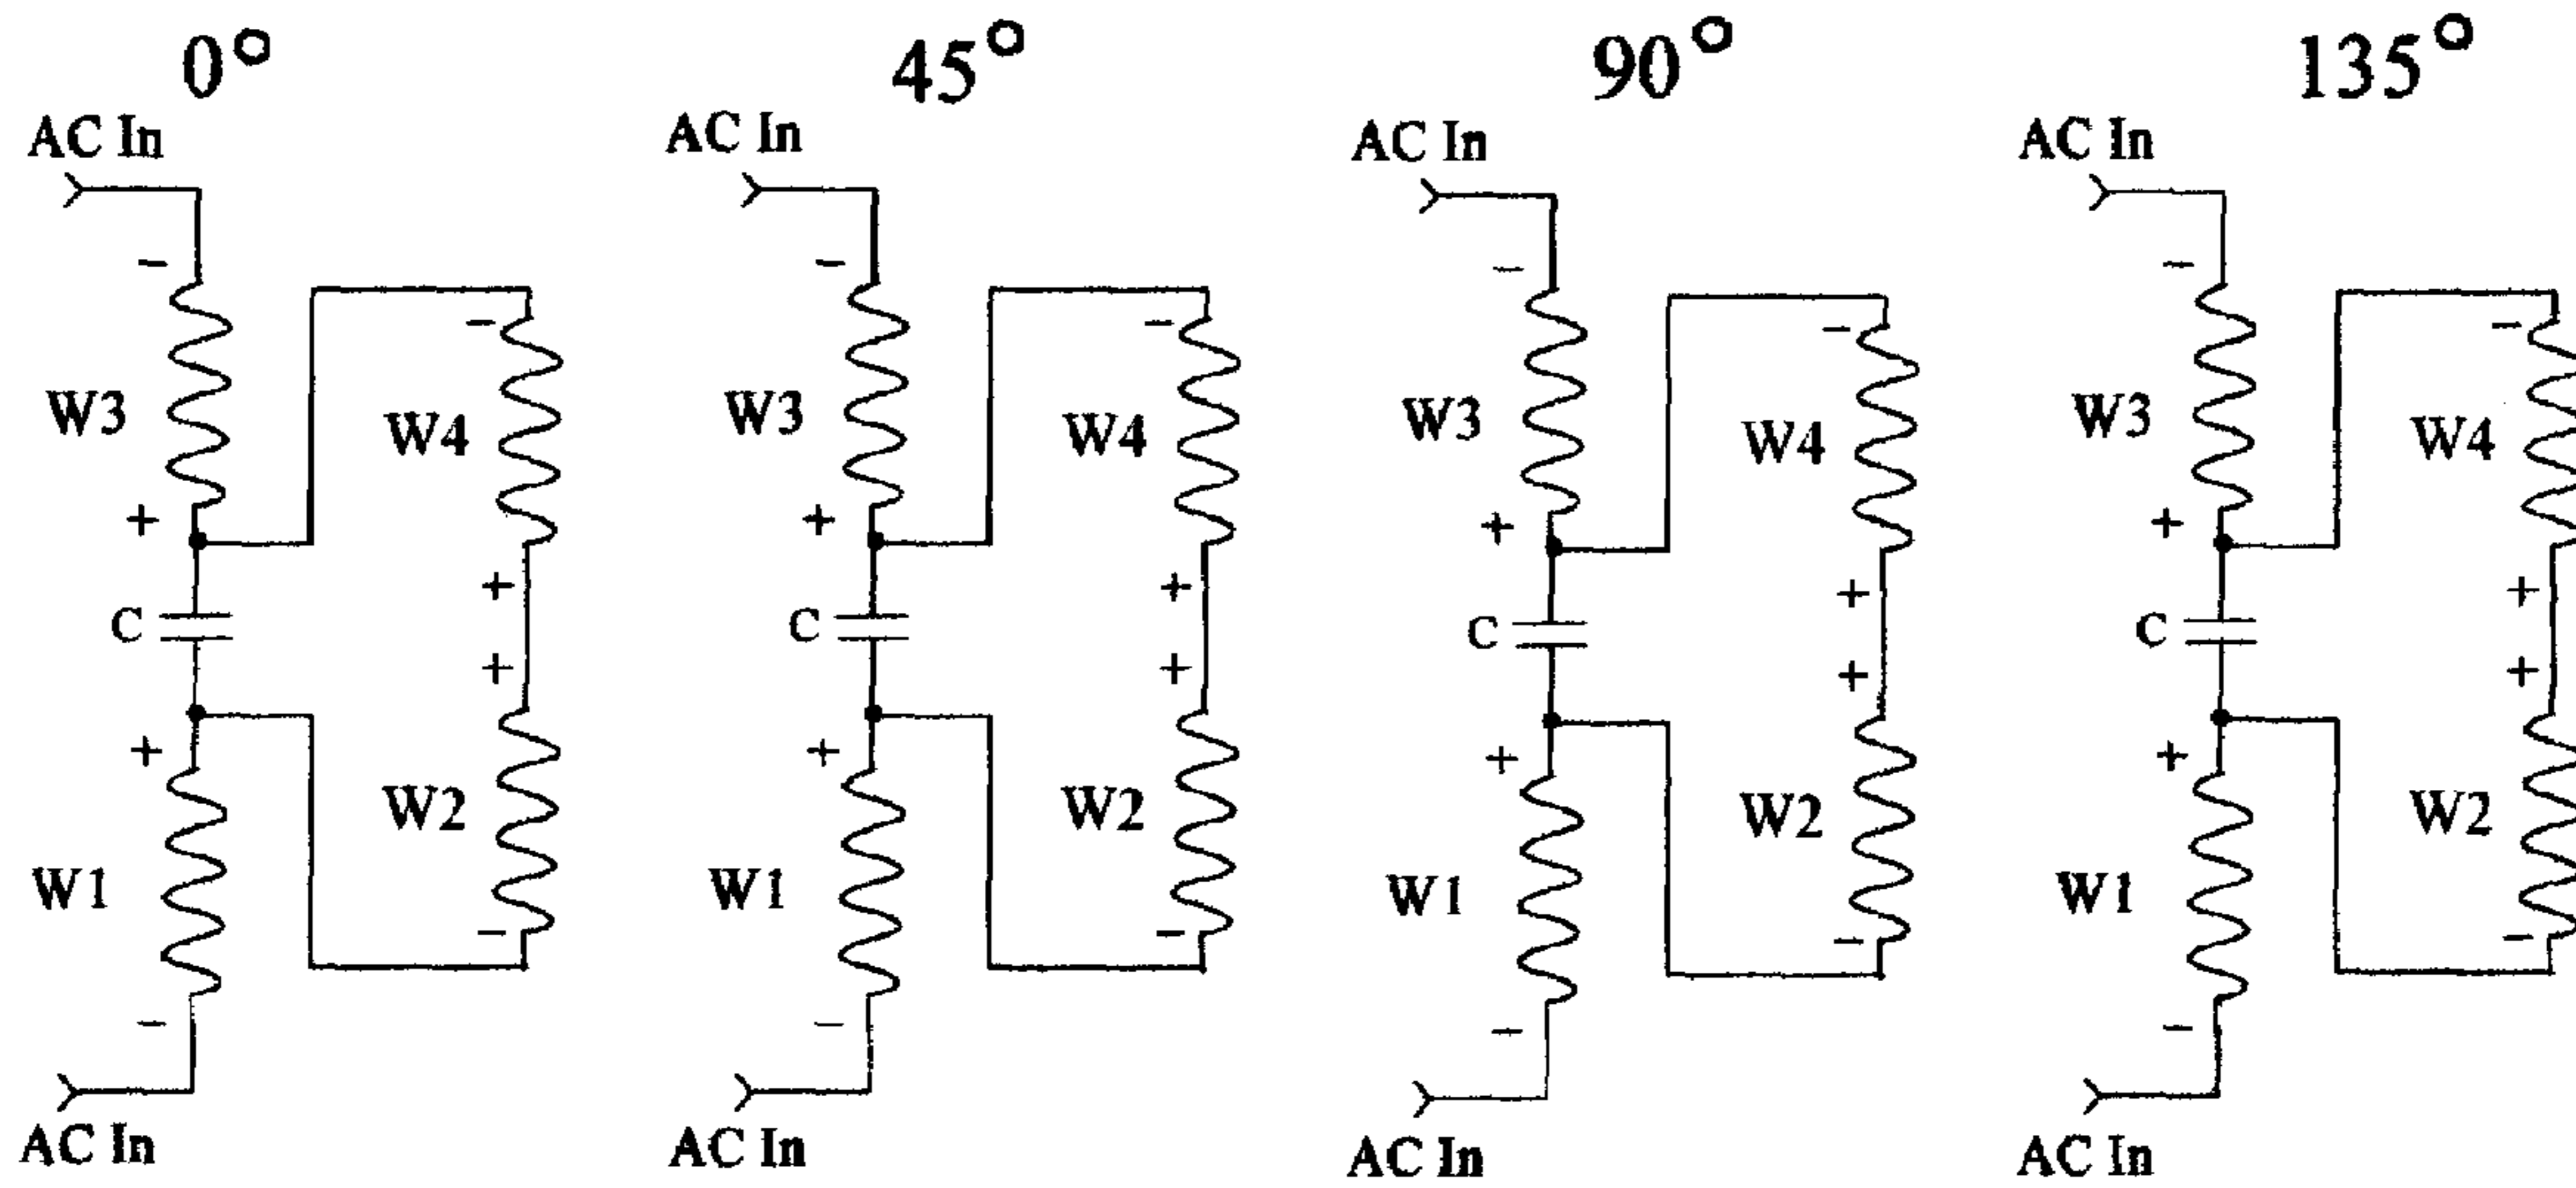 0°
AC In
−
W3
+
−
W4
+
C
+
+
W2
W1
−
−
AC In
45°
AC In
−
W3
+
−
W4
+
C
+
+
W2
W1
−
−
AC In
90°
AC In
−
W3
+
−
W4
+
C
+
+
W2
W1
−
−
AC In
135°
AC In
−
W3
+
−
W4
+
C
+
+
W2
W1
−
−
AC In